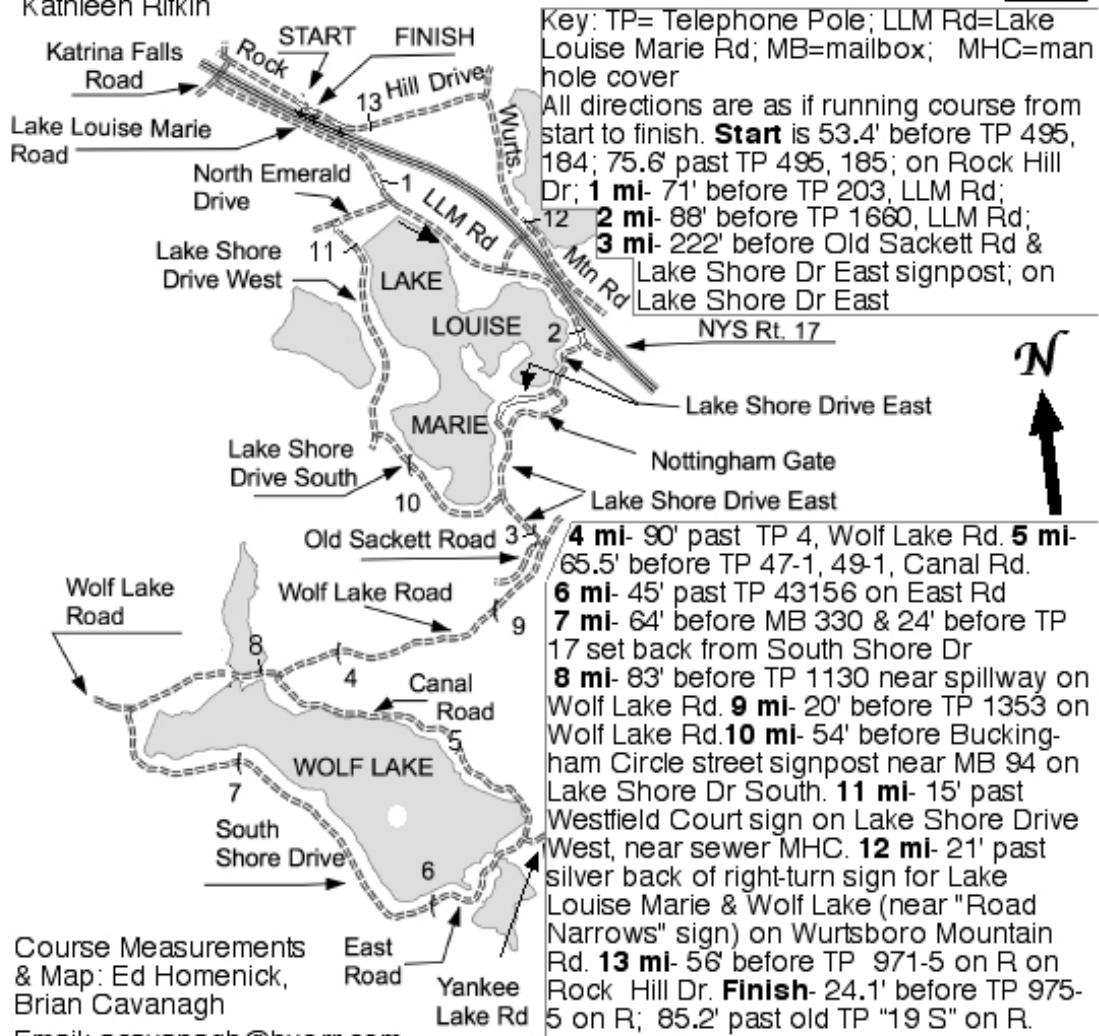 Kathleen Rifkin
Katrina Falls
Road
Rock
START
FINISH
13
Hill Drive
Lake Louise Marie
Road
North Emerald
Drive
1
LLM Rd
Wurts.
12
Mtn Rd
Lake Shore
Drive West
11
LAKE
LOUISE
MARIE
2
NYS Rt. 17
N
Lake Shore Drive East
Nottingham Gate
Lake Shore
Drive South
10
Lake Shore Drive East
Old Sackett Road
3
Wolf Lake
Road
Wolf Lake Road
9
8
4
Canal
Road
5
WOLF LAKE
7
South
Shore Drive
6
East
Road
Yankee
Lake Rd
Key: TP= Telephone Pole; LLM Rd=Lake
Louise Marie Rd; MB=mailbox; MHC=man
hole cover
All directions are as if running course from
start to finish. Start is 53.4' before TP 495,
184; 75.6' past TP 495, 185; on Rock Hill
Dr; 1 mi- 71' before TP 203, LLM Rd;
2 mi- 88' before TP 1660, LLM Rd;
3 mi- 222' before Old Sackett Rd &
Lake Shore Dr East signpost; on
Lake Shore Dr East
4 mi- 90' past TP 4, Wolf Lake Rd. 5 mi-
65.5' before TP 47-1, 49-1, Canal Rd.
6 mi- 45' past TP 43156 on East Rd
7 mi- 64' before MB 330 & 24' before TP
17 set back from South Shore Dr
8 mi- 83' before TP 1130 near spillway on
Wolf Lake Rd. 9 mi- 20' before TP 1353 on
Wolf Lake Rd.10 mi- 54' before Bucking-
ham Circle street signpost near MB 94 on
Lake Shore Dr South. 11 mi- 15' past
Westfield Court sign on Lake Shore Drive
West, near sewer MHC. 12 mi- 21' past
silver back of right-turn sign for Lake
Louise Marie & Wolf Lake (near "Road
Narrows" sign) on Wurtsboro Mountain
Rd. 13 mi- 56' before TP 971-5 on R on
Rock Hill Dr. Finish- 24.1' before TP 975-
5 on R; 85.2' past old TP "19 S" on R.
Course Measurements
& Map: Ed Homenick,
Brian Cavanagh